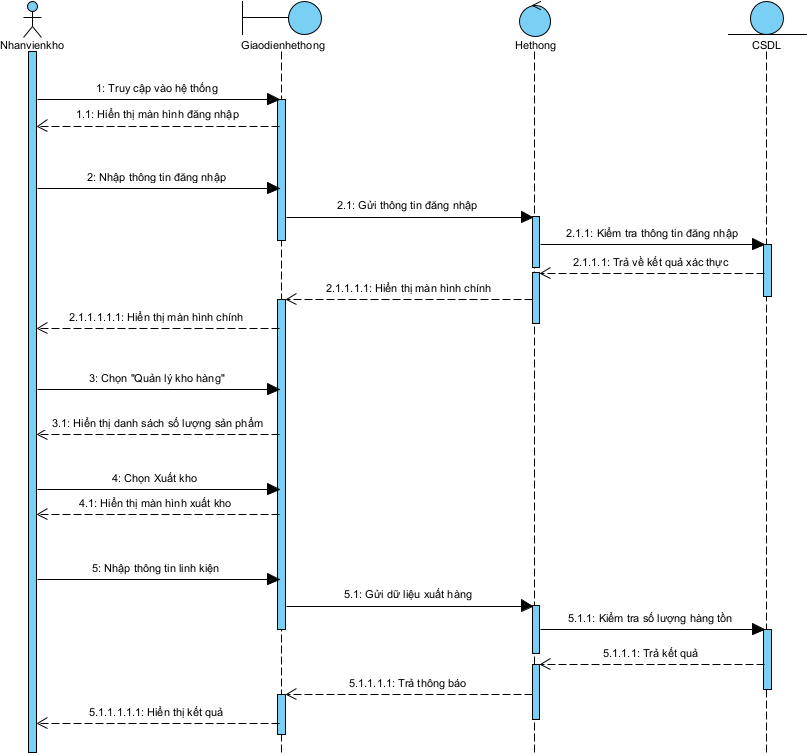 Nhanvienkho
Giaodienhethong
Hethong
CSDL
1: Truy cập vào hệ thống
1.1: Hiển thị màn hình đăng nhập
2: Nhập thông tin đăng nhập
2.1: Gửi thông tin đăng nhập
2.1.1: Kiểm tra thông tin đăng nhập
2.1.1.1: Trả về kết quả xác thực
2.1.1.1.1: Hiển thị màn hình chính
2.1.1.1.1.1: Hiển thị màn hình chính
3: Chọn "Quản lý kho hàng"
3.1: Hiển thị danh sách số lượng sản phẩm
4: Chọn Xuất kho
4.1: Hiển thị màn hình xuất kho
5: Nhập thông tin linh kiện
5.1: Gửi dữ liệu xuất hàng
5.1.1: Kiểm tra số lượng hàng tồn
5.1.1.1: Trả kết quả
5.1.1.1.1: Trả thông báo
5.1.1.1.1.1: Hiển thị kết quả